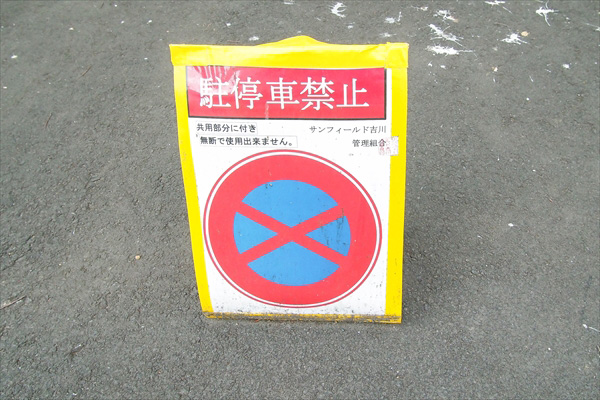 駐停車禁止
共用部分に付き
無断で使用出来ません。
サンフィールド吉川
管理組合